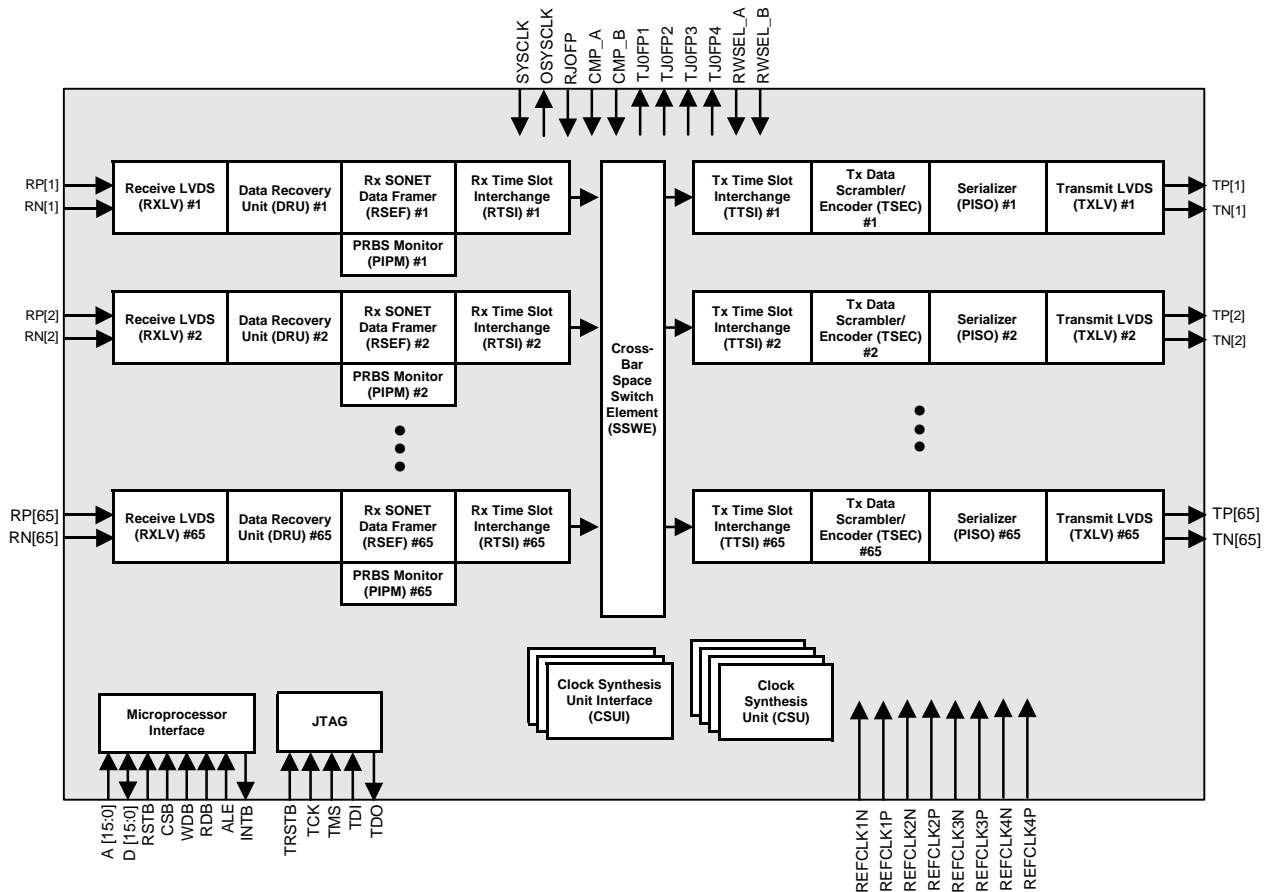 SYSCLK
OSYSCLK
RJOFP
CMP_A
CMP_B
TJ0FP1
TJ0FP2
TJ0FP3
TJ0FP4
RWSEL_A
RWSEL_B
RP[1]
RN[1]
Receive LVDS
(RXLV) #1
Data Recovery
Unit (DRU) #1
Rx SONET
Data Framer
(RSEF) #1
Rx Time Slot
Interchange
(RTSI) #1
PRBS Monitor
(PIPM) #1
Tx Time Slot
Interchange
(TTSI) #1
Tx Data
Scrambler/
Encoder (TSEC)
#1
Serializer
(PISO) #1
Transmit LVDS
(TXLV) #1
TP[1]
TN[1]
RP[2]
RN[2]
Receive LVDS
(RXLV) #2
Data Recovery
Unit (DRU) #2
Rx SONET
Data Framer
(RSEF) #2
Rx Time Slot
Interchange
(RTSI) #2
PRBS Monitor
(PIPM) #2
Cross-
Bar
Space
Switch
Element
(SSWE)
Tx Time Slot
Interchange
(TTSI) #2
Tx Data
Scrambler/
Encoder (TSEC)
#2
Serializer
(PISO) #2
Transmit LVDS
(TXLV) #2
TP[2]
TN[2]
RP[65]
RN[65]
Receive LVDS
(RXLV) #65
Data Recovery
Unit (DRU) #65
Rx SONET
Data Framer
(RSEF) #65
Rx Time Slot
Interchange
(RTSI) #65
PRBS Monitor
(PIPM) #65
Tx Time Slot
Interchange
(TTSI) #65
Tx Data
Scrambler/
Encoder (TSEC)
#65
Serializer
(PISO) #65
Transmit LVDS
(TXLV) #65
TP[65]
TN[65]
Microprocessor
Interface
JTAG
Clock Synthesis
Unit Interface
(CSUI)
Clock
Synthesis
Unit (CSU)
A [15:0]
D [15:0]
RSTB
CSB
WDB
RDB
ALE
INTB
TRSTB
TCK
TMS
TDI
TDO
REFCLK1N
REFCLK1P
REFCLK2N
REFCLK2P
REFCLK3N
REFCLK3P
REFCLK4N
REFCLK4P